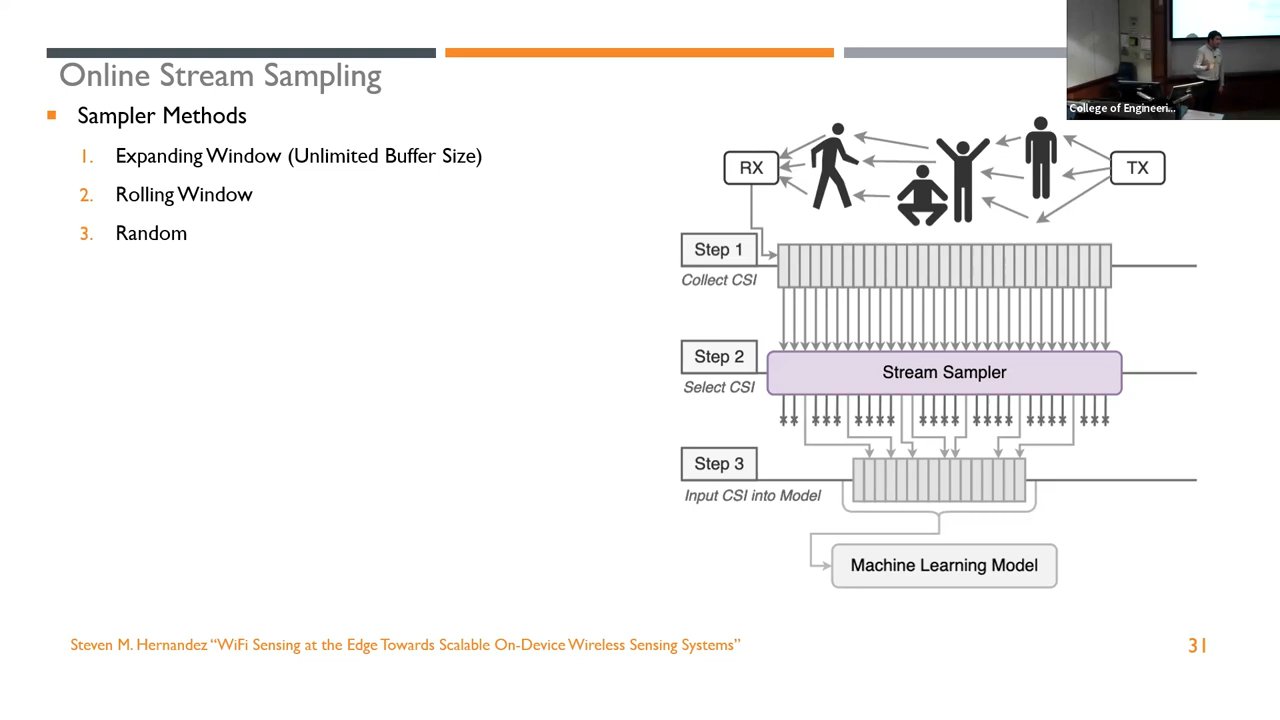 Online Stream Sampling
College of Engineeri...
Sampler Methods
1. Expanding Window (Unlimited Buffer Size)
2. Rolling Window
3. Random
RX
TX
Step 1
Collect CSI
Step 2
Select CSI
Stream Sampler
Step 3
Input CSI into Model
Machine Learning Model
Steven M. Hernandez “WiFi Sensing at the Edge Towards Scalable On-Device Wireless Sensing Systems”
31